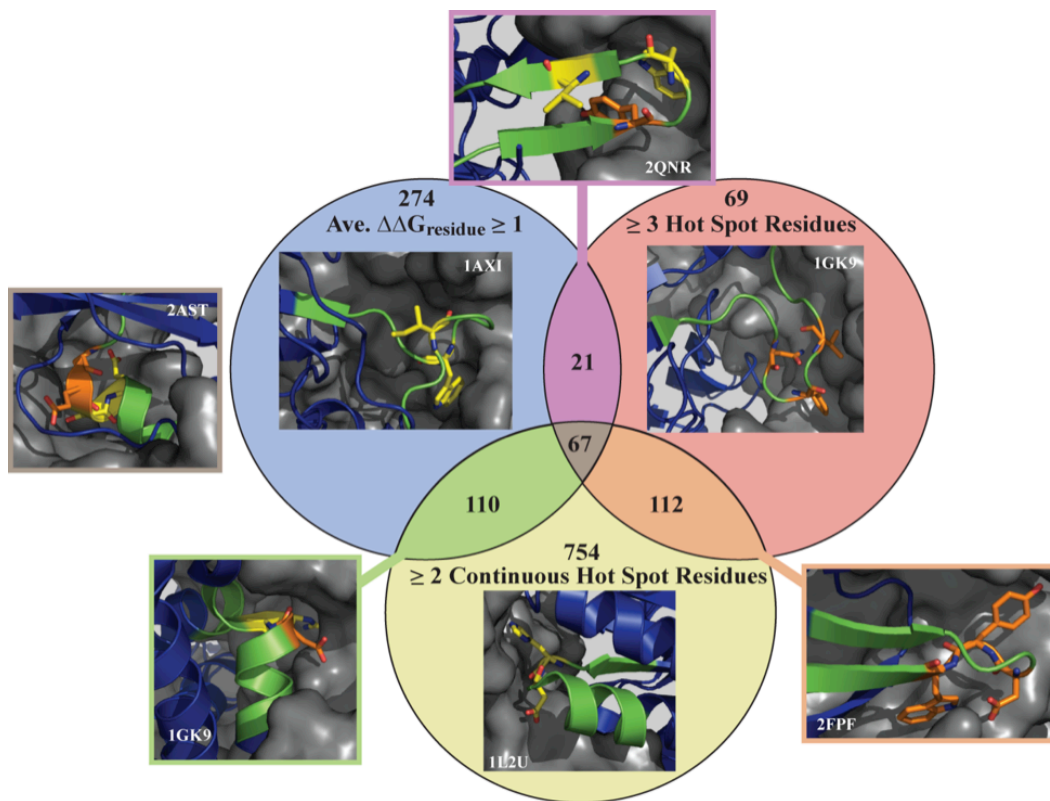 2QNR
274
Ave. ΔΔGresidue ≥ 1
1AXI
69
≥ 3 Hot Spot Residues
1GK9
2AST
21
67
110
112
754
≥ 2 Continuous Hot Spot Residues
1GK9
1L2U
2FPF